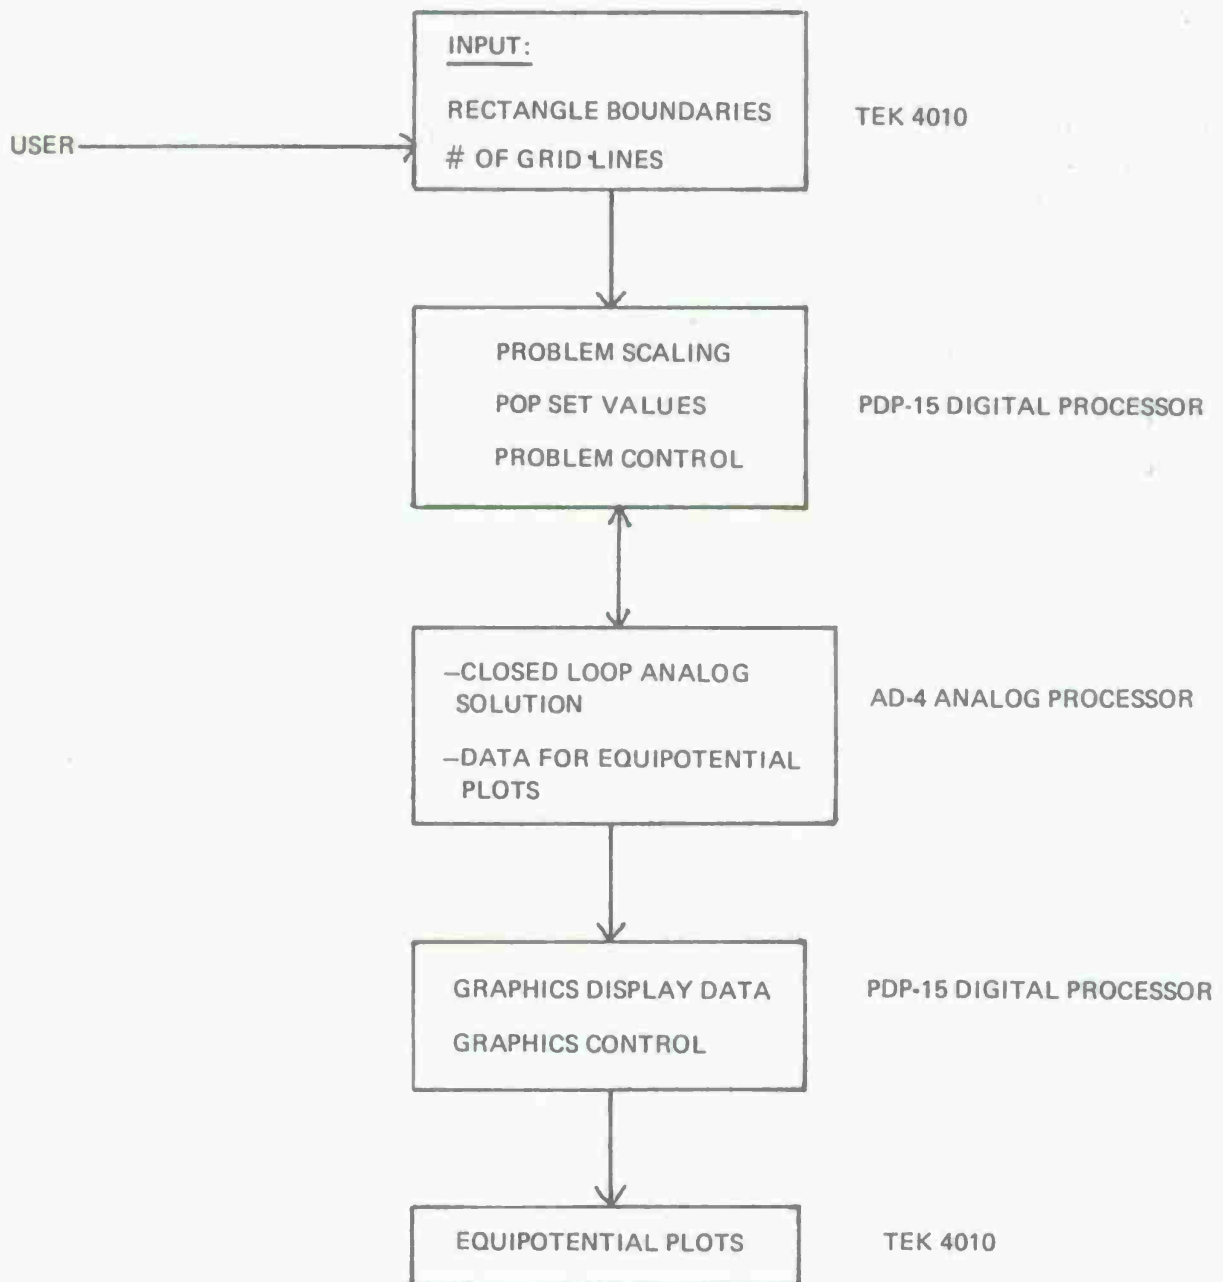 INPUT:
RECTANGLE BOUNDARIES
# OF GRID LINES
TEK 4010
USER
PROBLEM SCALING
POP SET VALUES
PROBLEM CONTROL
PDP-15 DIGITAL PROCESSOR
–CLOSED LOOP ANALOG
SOLUTION
–DATA FOR EQUIPOTENTIAL
PLOTS
AD-4 ANALOG PROCESSOR
GRAPHICS DISPLAY DATA
GRAPHICS CONTROL
PDP-15 DIGITAL PROCESSOR
EQUIPOTENTIAL PLOTS
TEK 4010